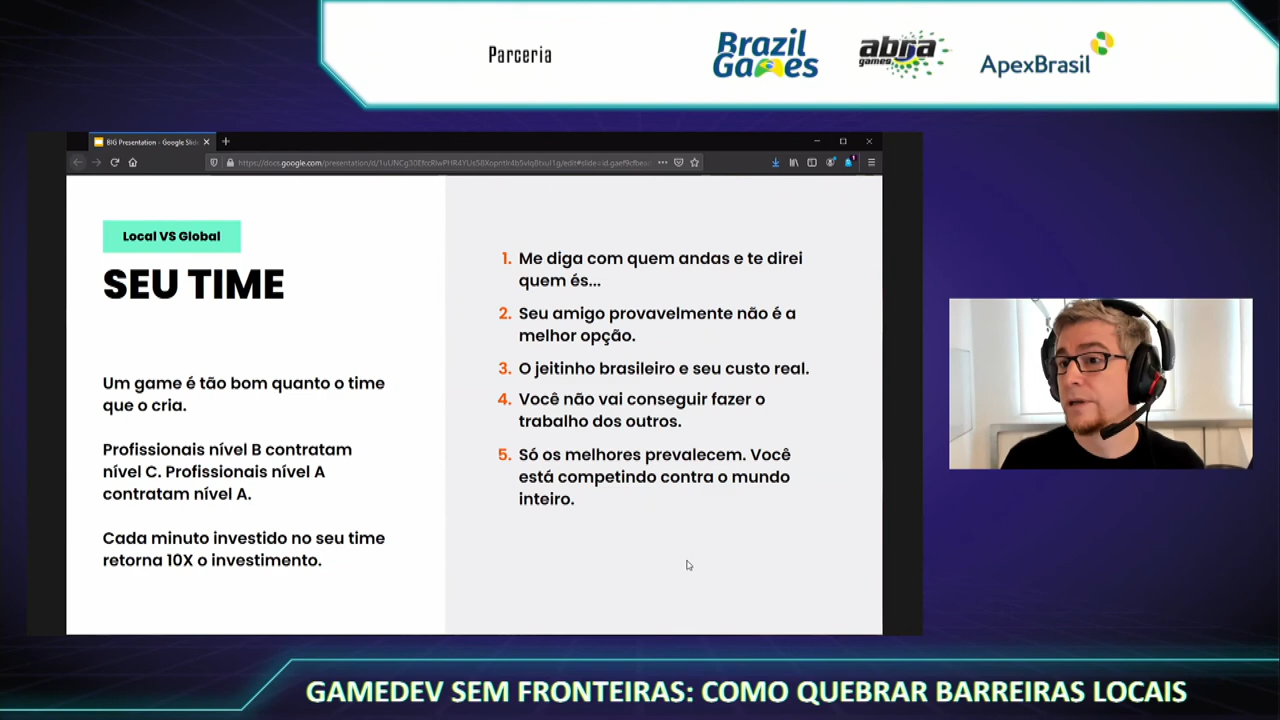 Parceria
Brazil
Games
abra
games
ApexBrasil
BIG Presentation - Google Slid
Local VS Global
SEU TIME
Um game é tão bom quanto o time
que o cria.
Profissionais nível B contratam
nível C. Profissionais nível A
contratam nível A.
Cada minuto investido no seu time
retorna 10X o investimento.
1. Me diga com quem andas e te direi
quem és...
2. Seu amigo provavelmente não é a
melhor opção.
3. O jeitinho brasileiro e seu custo real.
4. Você não vai conseguir fazer o
trabalho dos outros.
5. Só os melhores prevalecem. Você
está competindo contra o mundo
inteiro.
GAMEDEV SEM FRONTEIRAS: COMO QUEBRAR BARREIRAS LOCAIS